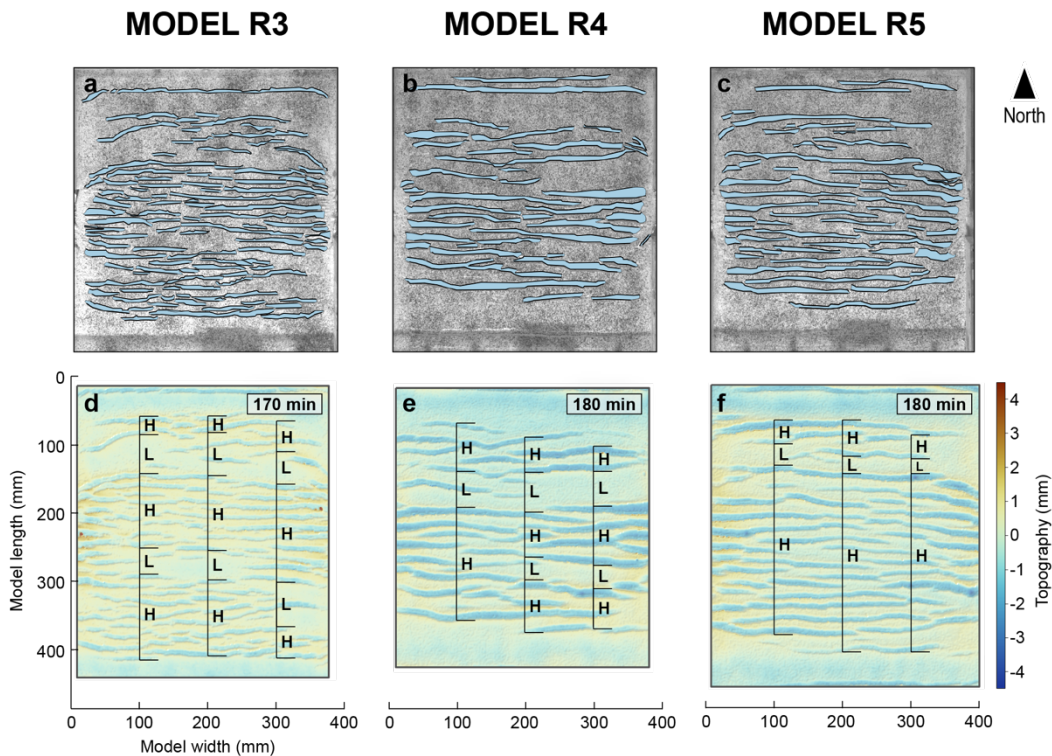 MODEL R3 MODEL R4 MODEL R5
a b c
North
d 170 min e 180 min f 180 min
H L H L H
H L H L H
H L H L H
H L H
H L H L H
H L H L H
H L H
H L H
H L H
0
100
200
300
400
Model length (mm)
0 100 200 300 400
Model width (mm)
0 100 200 300 400
0 100 200 300 400
4
3
2
1
0
-1
-2
-3
-4
Topography (mm)